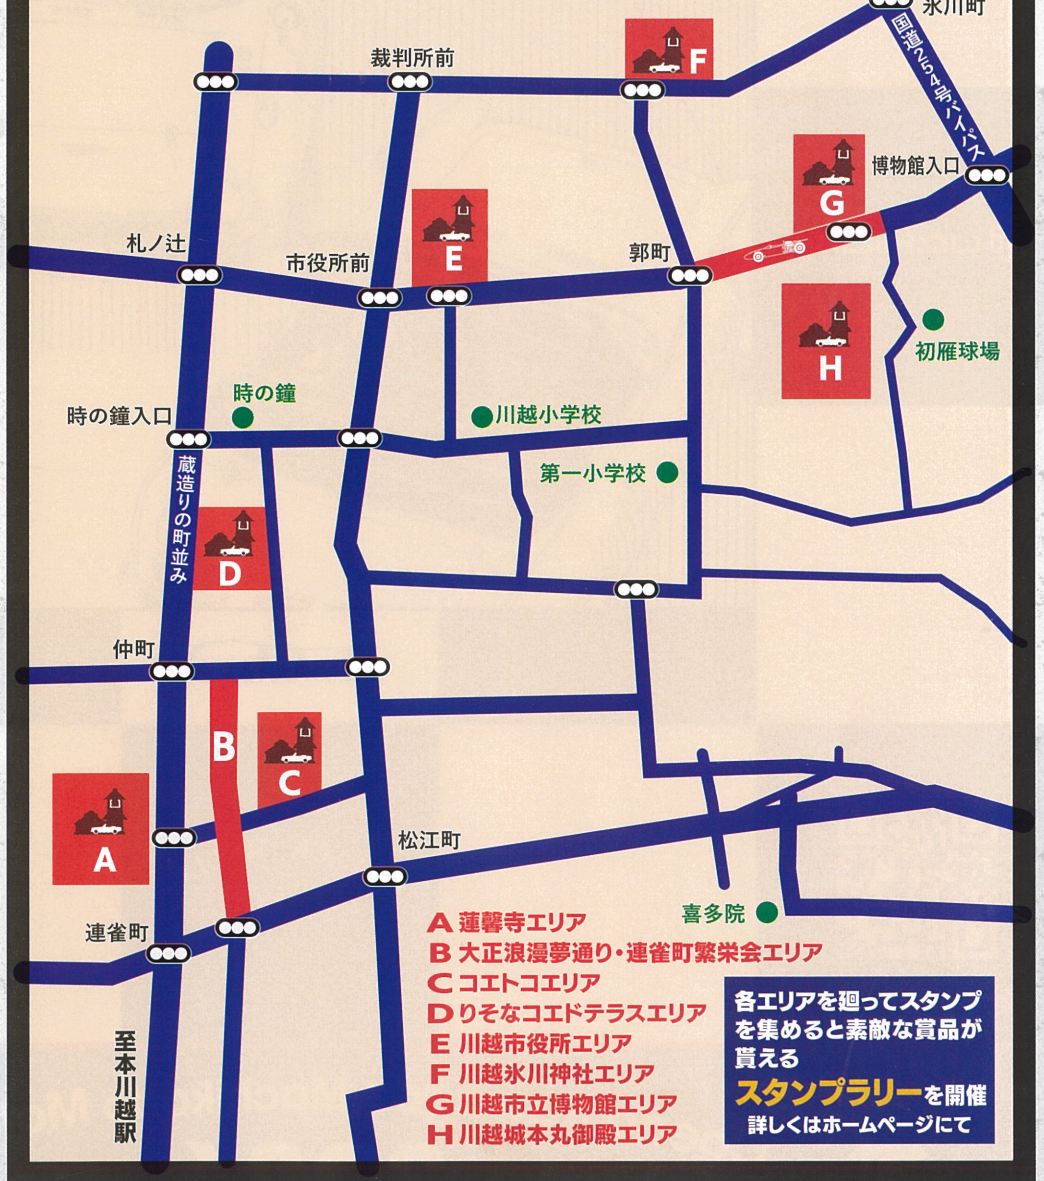 氷川町
国道254号バイパス
裁判所前
F
G
博物館入口
札ノ辻
市役所前
E
郭町
H
初雁球場
時の鐘
時の鐘入口
川越小学校
第一小学校
蔵造りの町並み
D
仲町
B
C
A
松江町
連雀町
喜多院
至本川越駅
A 蓮馨寺エリア
B 大正浪漫夢通り・連雀町繁栄会エリア
C コエトコエリア
D りそなコエドテラスエリア
E 川越市役所エリア
F 川越氷川神社エリア
G 川越市立博物館エリア
H 川越城本丸御殿エリア
各エリアを廻ってスタンプ
を集めると素敵な賞品が
貰える
スタンプラリーを開催
詳しくはホームページにて